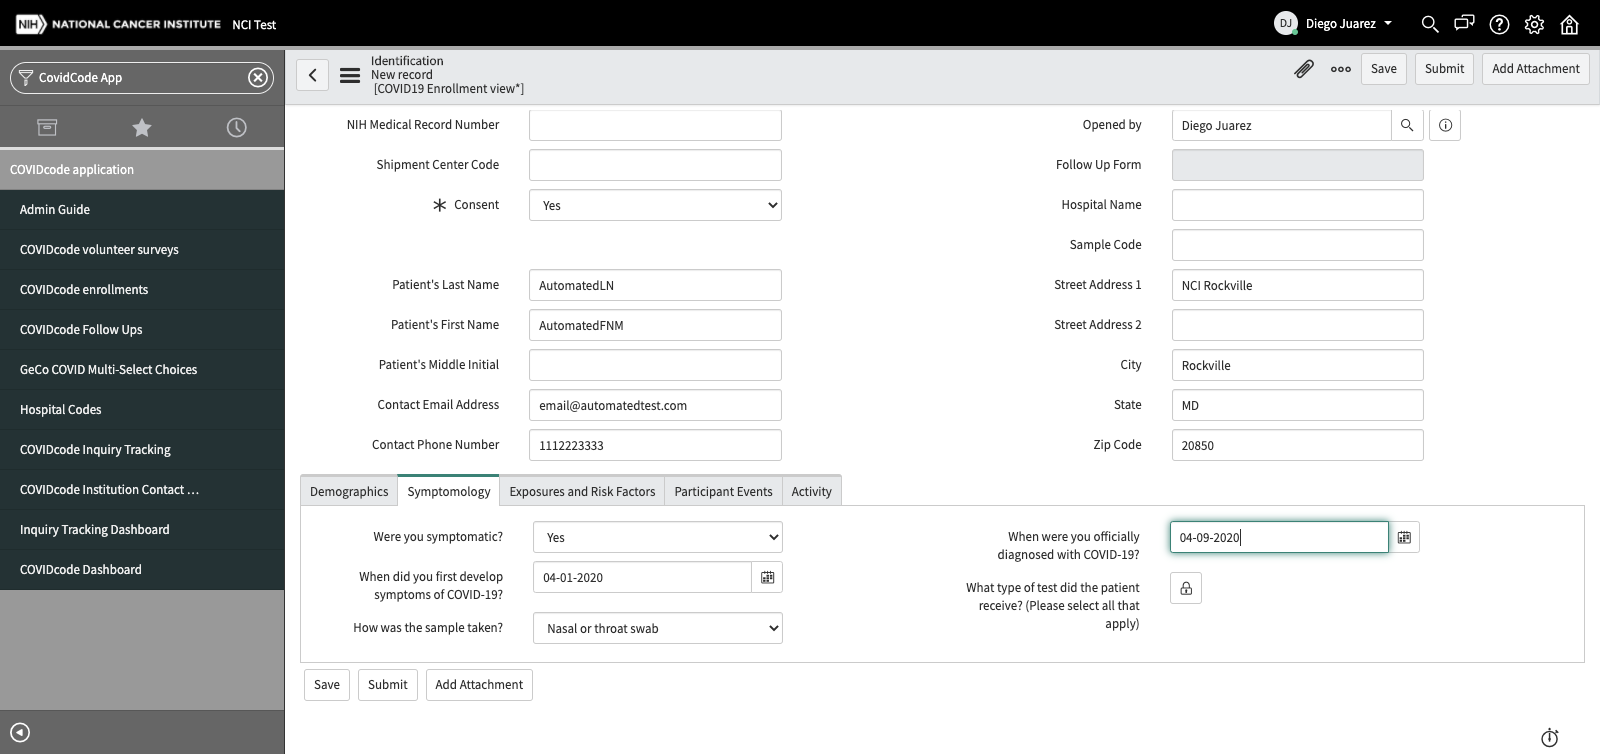 NIH NATIONAL CANCER INSTITUTE NCI Test
DJ Diego Juarez
CovidCode App
Identification
New record
[COVID19 Enrollment view*]
Save Submit Add Attachment
COVIDcode application
Admin Guide
COVIDcode volunteer surveys
COVIDcode enrollments
COVIDcode Follow Ups
GeCo COVID Multi-Select Choices
Hospital Codes
COVIDcode Inquiry Tracking
COVIDcode Institution Contact ...
Inquiry Tracking Dashboard
COVIDcode Dashboard
NIH Medical Record Number
Shipment Center Code
Consent Yes
Patient's Last Name AutomatedLN
Patient's First Name AutomatedFNM
Patient's Middle Initial
Contact Email Address email@automatedtest.com
Contact Phone Number 1112223333
Opened by Diego Juarez
Follow Up Form
Hospital Name
Sample Code
Street Address 1 NCI Rockville
Street Address 2
City Rockville
State MD
Zip Code 20850
Demographics Symptomology Exposures and Risk Factors Participant Events Activity
Were you symptomatic? Yes
When did you first develop
symptoms of COVID-19? 04-01-2020
How was the sample taken? Nasal or throat swab
When were you officially
diagnosed with COVID-19? 04-09-2020
What type of test did the patient
receive? (Please select all that
apply)
Save Submit Add Attachment